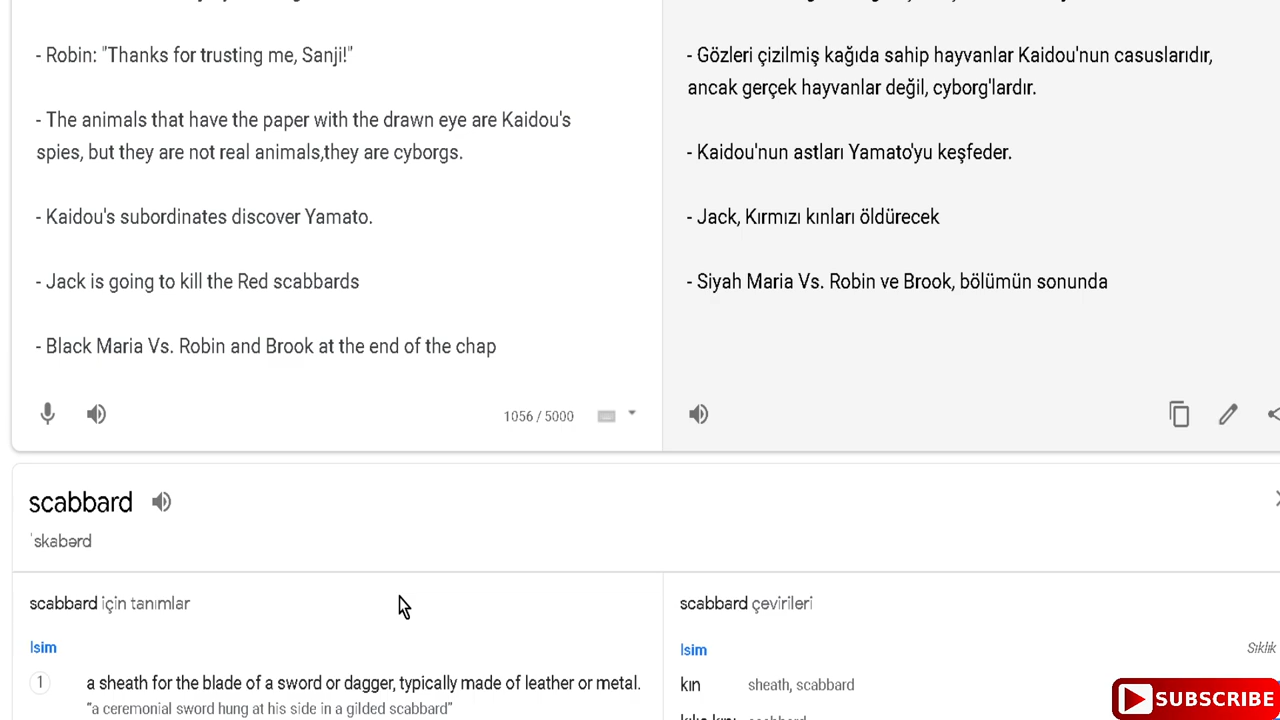 - Robin: "Thanks for trusting me, Sanji!"
- The animals that have the paper with the drawn eye are Kaidou's
spies, but they are not real animals,they are cyborgs.
- Kaidou's subordinates discover Yamato.
- Jack is going to kill the Red scabbards
- Black Maria Vs. Robin and Brook at the end of the chap
1056 / 5000
- Gözleri çizilmiş kağıda sahip hayvanlar Kaidou'nun casuslarıdır,
ancak gerçek hayvanlar değil, cyborg'lardır.
- Kaidou'nun astları Yamato'yu keşfeder.
- Jack, Kırmızı kınları öldürecek
- Siyah Maria Vs. Robin ve Brook, bölümün sonunda
scabbard
ˈskabərd
scabbard için tanımlar
İsim
1 a sheath for the blade of a sword or dagger, typically made of leather or metal.
"a ceremonial sword hung at his side in a gilded scabbard"
scabbard çevirileri
İsim
Sıklık
kın sheath, scabbard
SUBSCRIBE